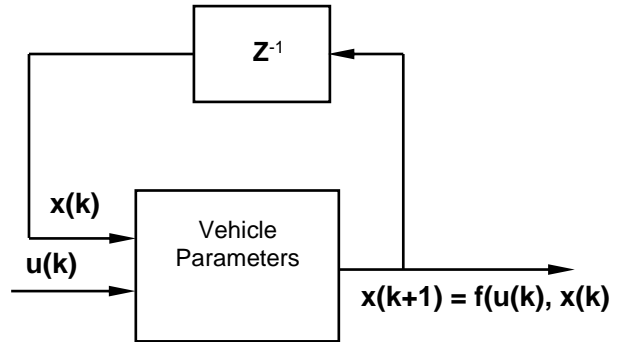 Z-1
x(k)
Vehicle
Parameters
u(k)
x(k+1) = f(u(k), x(k)